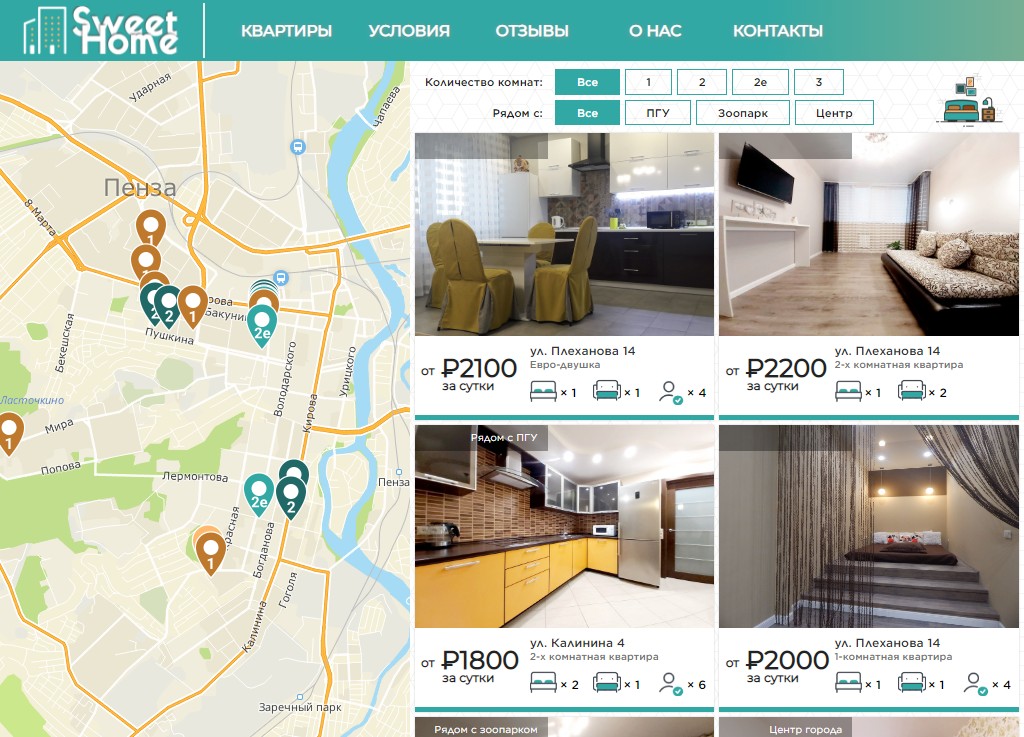 Sweet
Home
КВАРТИРЫ
УСЛОВИЯ
ОТЗЫВЫ
О НАС
КОНТАКТЫ
Ударная
Чапаева
Пенза
8 Марта
1
1
2
2
1
рова
Бакунин
2е
Пушкина
Бекешская
Володарского
Урицкого
Кирова
Ласточкино
1
Мира
Попова
Лермонтова
Пенза
2е
2
расная
Богданова
1
Гоголя
Калинина
Заречный парк
Количество комнат:
Все
1
2
2е
3
Рядом с:
Все
ПГУ
Зоопарк
Центр
от ₽2100
за сутки
ул. Плеханова 14
Евро-двушка
× 1
× 1
× 4
от ₽2200
за сутки
ул. Плеханова 14
2-х комнатная квартира
× 1
× 2
Рядом с ПГУ
от ₽1800
за сутки
ул. Калинина 4
2-х комнатная квартира
× 2
× 1
× 6
от ₽2000
за сутки
ул. Плеханова 14
1-комнатная квартира
× 1
× 1
× 4
Рядом с зоопарком
Центр города